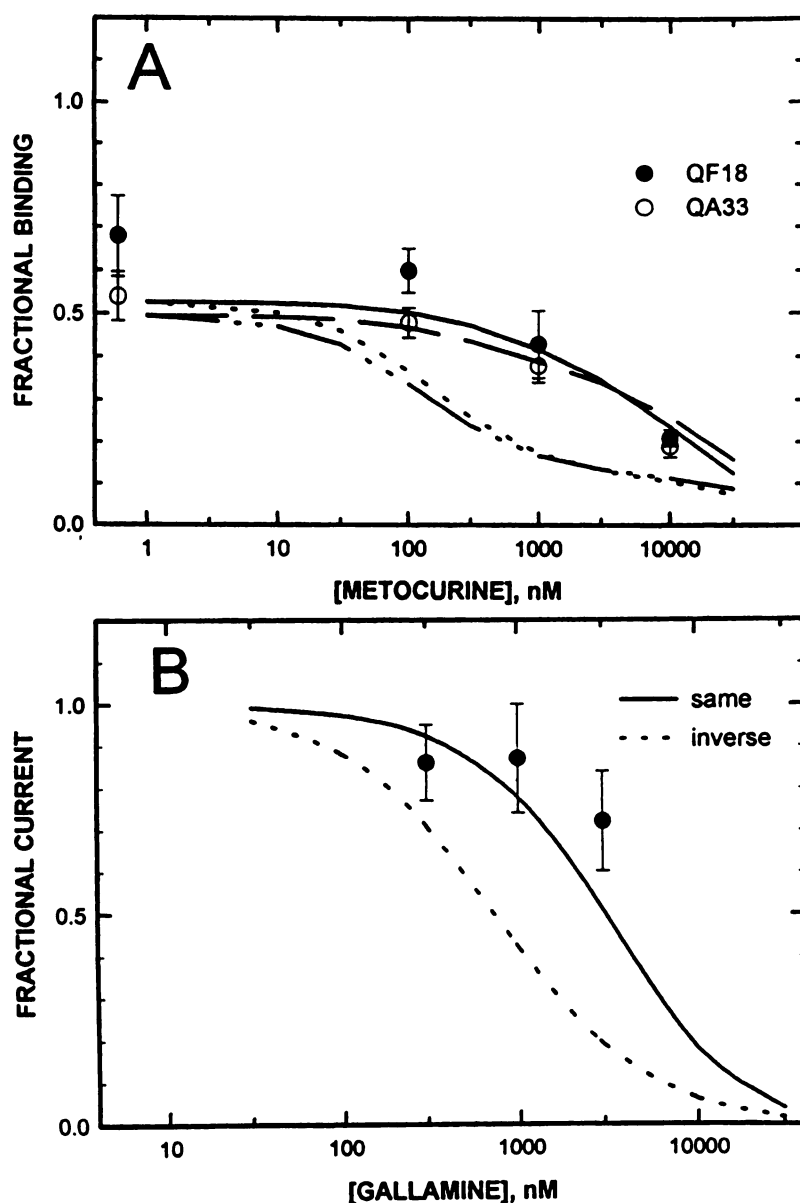 A
1.0
0.5
0.0
FRACTIONAL BINDING
QF18
QA33
1 10 100 1000 10000
[METOCURINE], nM
B
1.0
0.5
0.0
FRACTIONAL CURRENT
same
inverse
10 100 1000 10000
[GALLAMINE], nM